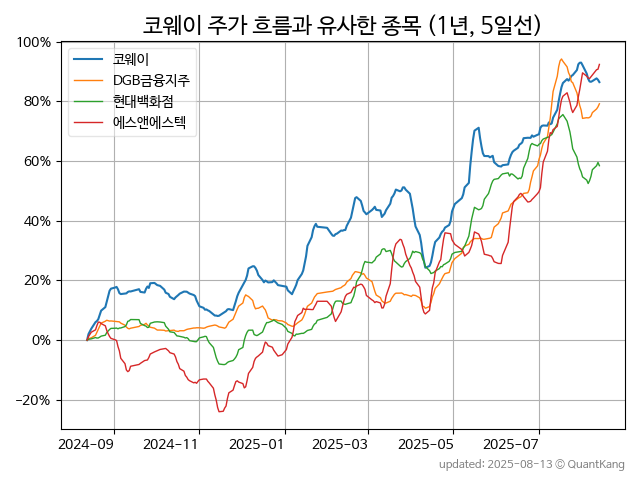 코웨이 주가 흐름과 유사한 종목 (1년, 5일선)
100%
80%
60%
40%
20%
0%
−20%
코웨이
DGB금융지주
현대백화점
에스앤에스텍
2024-09
2024-11
2025-01
2025-03
2025-05
2025-07
updated: 2025-08-13 © QuantKang